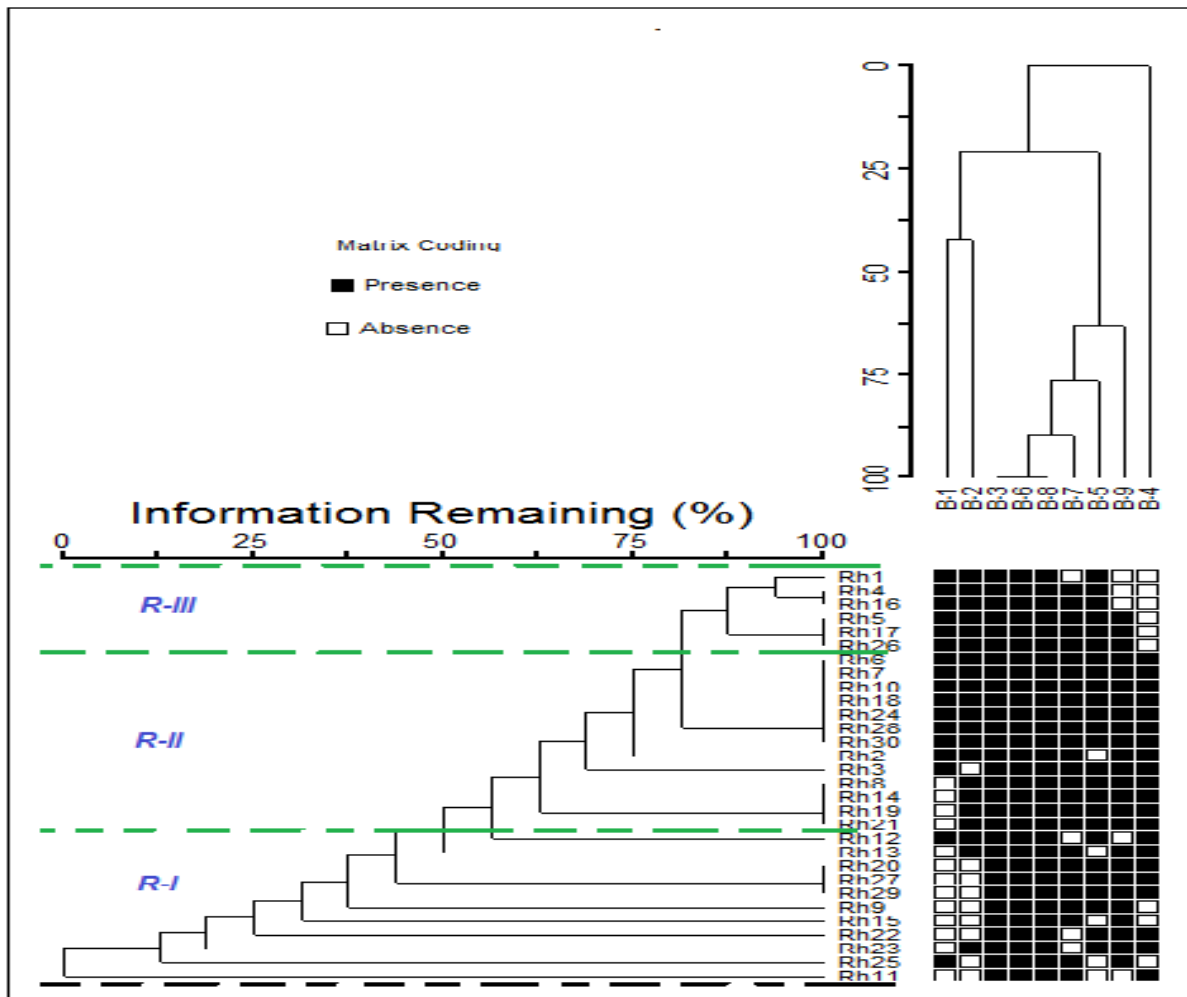 0
25
50
75
100
Matrix Coding
Presence
Absence
B-1
B-2
B-3
B-6
B-8
B-7
B-5
B-9
B-4
Information Remaining (%)
0 25 50 75 100
R-III
R-II
R-I
Rh1
Rh4
Rh16
Rh5
Rh17
Rh26
Rh6
Rh7
Rh10
Rh18
Rh24
Rh28
Rh30
Rh2
Rh3
Rh8
Rh14
Rh19
Rh21
Rh12
Rh13
Rh20
Rh27
Rh29
Rh9
Rh15
Rh22
Rh23
Rh25
Rh11